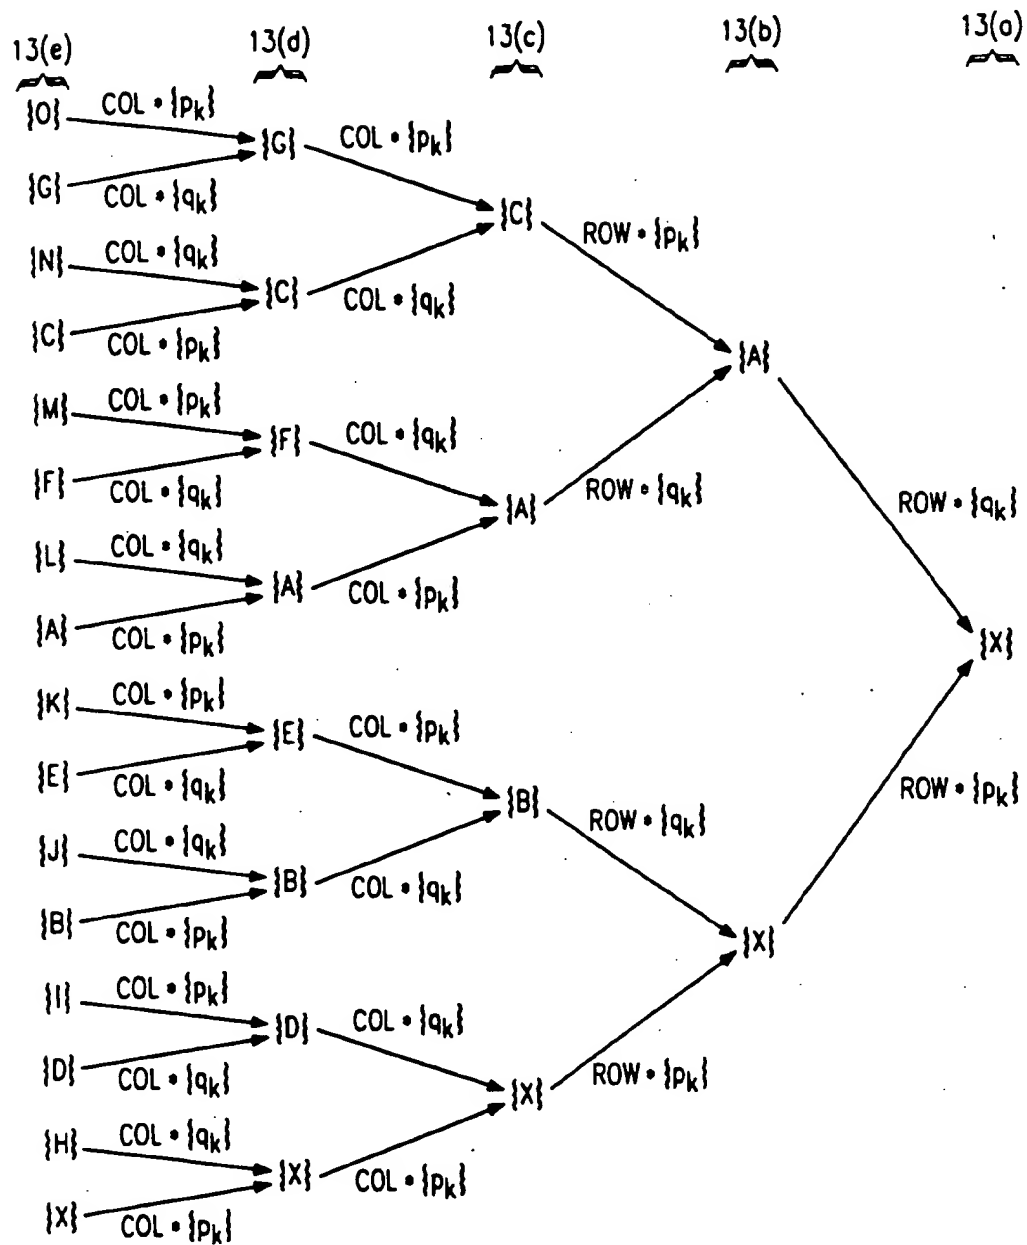 13(e) 13(d) 13(c) 13(b) 13(a)
{O} COL • {pk}
{G} COL • {pk}
{G} COL • {qk}
{C} ROW • {pk}
{N} COL • {qk}
{C} COL • {qk}
{C} COL • {pk}
{A}
{M} COL • {pk}
{F} COL • {qk}
{F} COL • {qk}
{A} ROW • {qk}
ROW • {qk}
{L} COL • {qk}
{A} COL • {pk}
{A} COL • {pk}
{X}
{K} COL • {pk}
{E} COL • {pk}
{E} COL • {qk}
{B} ROW • {qk}
ROW • {pk}
{J} COL • {qk}
{B} COL • {qk}
{B} COL • {pk}
{X}
{I} COL • {pk}
{D} COL • {qk}
{D} COL • {qk}
{X} ROW • {pk}
{H} COL • {qk}
{X} COL • {pk}
{X} COL • {pk}